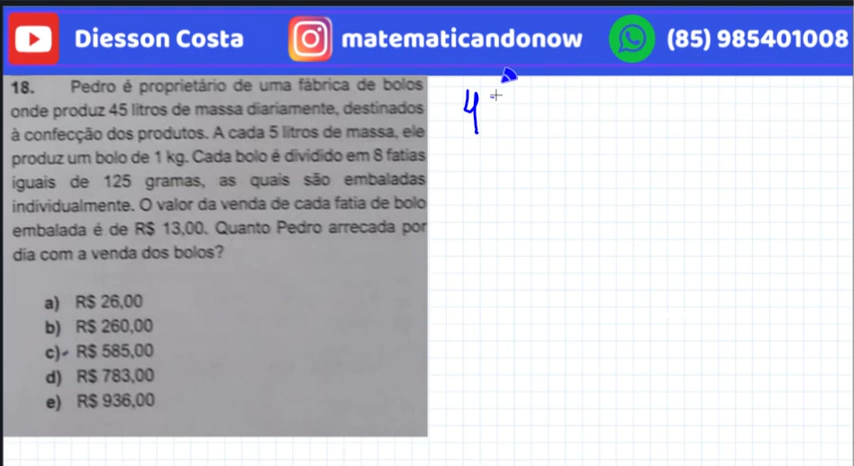 Diesson Costa matematicandonow (85) 985401008
18. Pedro é proprietário de uma fábrica de bolos
onde produz 45 litros de massa diariamente, destinados
à confecção dos produtos. A cada 5 litros de massa, ele
produz um bolo de 1 kg. Cada bolo é dividido em 8 fatias
iguais de 125 gramas, as quais são embaladas
individualmente. O valor da venda de cada fatia de bolo
embalada é de R$ 13,00. Quanto Pedro arrecada por
dia com a venda dos bolos?
a) R$ 26,00
b) R$ 260,00
c) R$ 585,00
d) R$ 783,00
e) R$ 936,00
4